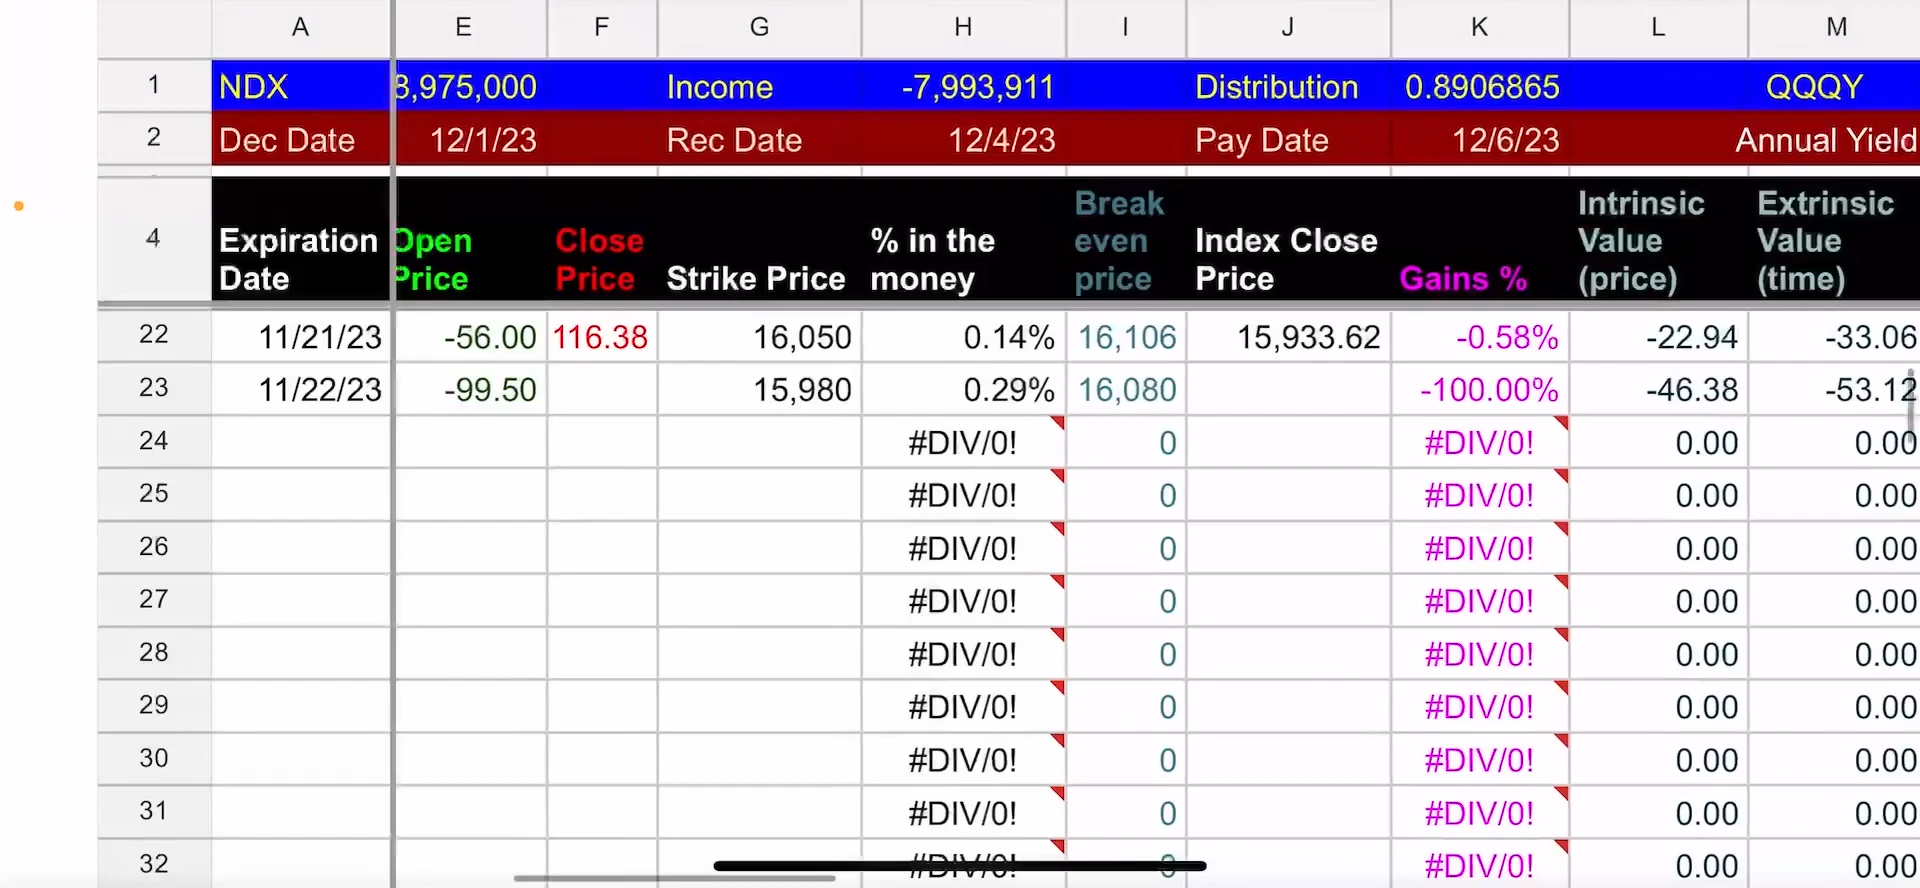 A E F G H I J K L M
1 NDX 8,975,000 Income -7,993,911 Distribution 0.8906865 QQQY
2 Dec Date 12/1/23 Rec Date 12/4/23 Pay Date 12/6/23 Annual Yield
4 Expiration Date Open Price Close Price Strike Price % in the money Break even price Index Close Price Gains % Intrinsic Value (price) Extrinsic Value (time)
22 11/21/23 -56.00 116.38 16,050 0.14% 16,106 15,933.62 -0.58% -22.94 -33.06
23 11/22/23 -99.50 15,980 0.29% 16,080 -100.00% -46.38 -53.12
24 #DIV/0! 0 #DIV/0! 0.00 0.00
25 #DIV/0! 0 #DIV/0! 0.00 0.00
26 #DIV/0! 0 #DIV/0! 0.00 0.00
27 #DIV/0! 0 #DIV/0! 0.00 0.00
28 #DIV/0! 0 #DIV/0! 0.00 0.00
29 #DIV/0! 0 #DIV/0! 0.00 0.00
30 #DIV/0! 0 #DIV/0! 0.00 0.00
31 #DIV/0! 0 #DIV/0! 0.00 0.00
32 #DIV/0! 0 #DIV/0! 0.00 0.00